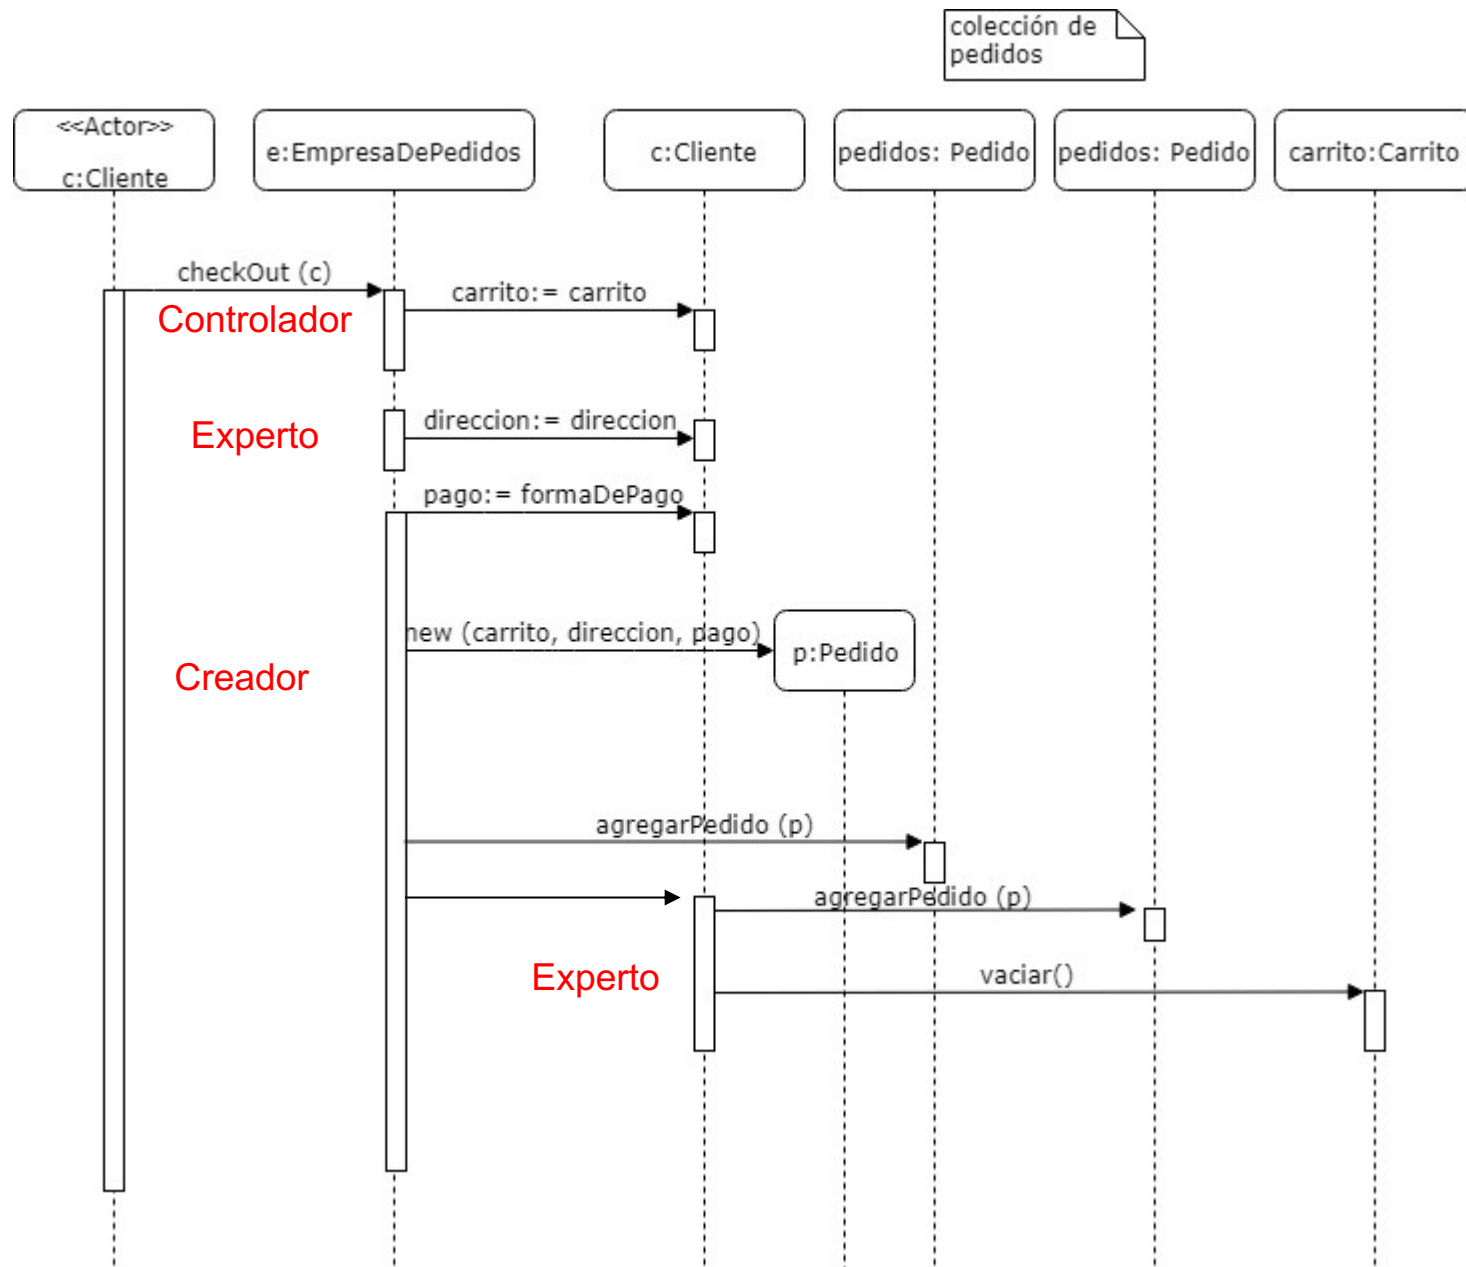 colección de
pedidos
<<Actor>>
c:Cliente
e:EmpresaDePedidos
c:Cliente
pedidos: Pedido
pedidos: Pedido
carrito:Carrito
checkOut (c)
Controlador
carrito:= carrito
Experto
direccion:= direccion
pago:= formaDePago
new (carrito, direccion, pago)
p:Pedido
Creador
agregarPedido (p)
agregarPedido (p)
Experto
vaciar()